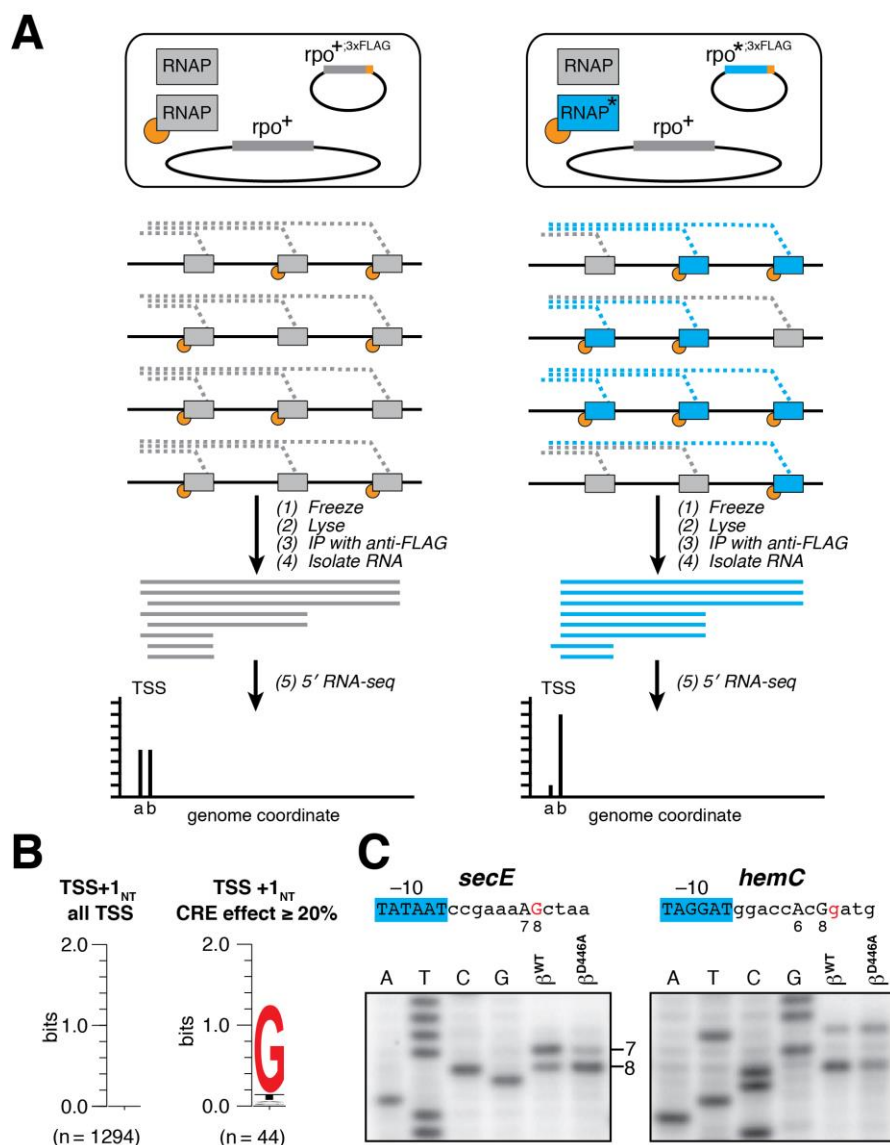 A
rpo+;3xFLAG
RNAP
RNAP
rpo+
rpo*;3xFLAG
RNAP
RNAP*
rpo+
(1) Freeze
(2) Lyse
(3) IP with anti-FLAG
(4) Isolate RNA
(1) Freeze
(2) Lyse
(3) IP with anti-FLAG
(4) Isolate RNA
(5) 5′ RNA-seq
(5) 5′ RNA-seq
TSS
a b
genome coordinate
TSS
a b
genome coordinate
B
TSS+1NT
all TSS
2.0
1.0
0.0
bits
(n = 1294)
TSS +1NT
CRE effect ≥ 20%
2.0
1.0
0.0
bits
G
(n = 44)
C
secE
−10
TATAATccgaaaAGctaa
7 8
A T C G βWT βD446A
7
8
hemC
−10
TAGGATggaccAcGgatg
6 8
A T C G βWT βD446A